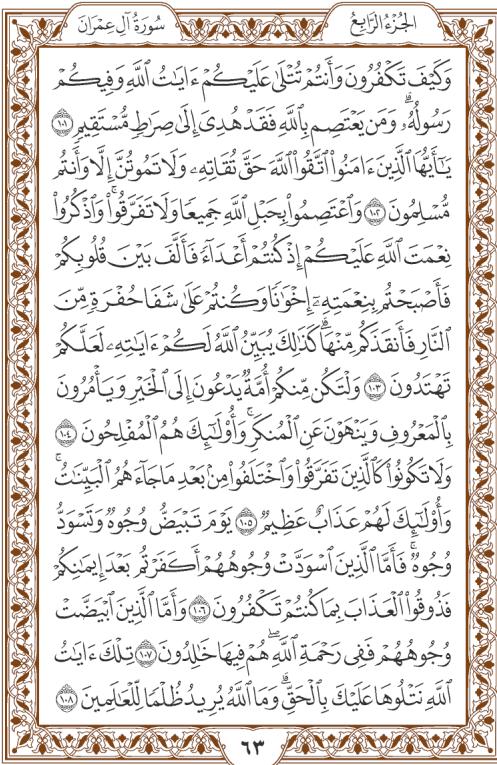 الجُزْءُ الرَّابِعُ
سُورَةُ آلِ عِمْرَانَ
وَكَيْفَ تَكْفُرُونَ وَأَنتُمْ تُتْلَىٰ عَلَيْكُمْ ءَايَٰتُ ٱللَّهِ وَفِيكُمْ
رَسُولُهُۥۗ وَمَن يَعْتَصِم بِٱللَّهِ فَقَدْ هُدِىَ إِلَىٰ صِرَٰطٍ مُّسْتَقِيمٍ ١٠١
يَٰٓأَيُّهَا ٱلَّذِينَ ءَامَنُوا۟ ٱتَّقُوا۟ ٱللَّهَ حَقَّ تُقَاتِهِۦ وَلَا تَمُوتُنَّ إِلَّا وَأَنتُم
مُّسْلِمُونَ ١٠٢ وَٱعْتَصِمُوا۟ بِحَبْلِ ٱللَّهِ جَمِيعًا وَلَا تَفَرَّقُوا۟ۚ وَٱذْكُرُوا۟
نِعْمَتَ ٱللَّهِ عَلَيْكُمْ إِذْ كُنتُمْ أَعْدَآءً فَأَلَّفَ بَيْنَ قُلُوبِكُمْ
فَأَصْبَحْتُم بِنِعْمَتِهِۦٓ إِخْوَٰنًا وَكُنتُمْ عَلَىٰ شَفَا حُفْرَةٍ مِّنَ
ٱلنَّارِ فَأَنقَذَكُم مِّنْهَاۗ كَذَٰلِكَ يُبَيِّنُ ٱللَّهُ لَكُمْ ءَايَٰتِهِۦ لَعَلَّكُمْ
تَهْتَدُونَ ١٠٣ وَلْتَكُن مِّنكُمْ أُمَّةٌ يَدْعُونَ إِلَى ٱلْخَيْرِ وَيَأْمُرُونَ
بِٱلْمَعْرُوفِ وَيَنْهَوْنَ عَنِ ٱلْمُنكَرِۚ وَأُو۟لَٰٓئِكَ هُمُ ٱلْمُفْلِحُونَ ١٠٤
وَلَا تَكُونُوا۟ كَٱلَّذِينَ تَفَرَّقُوا۟ وَٱخْتَلَفُوا۟ مِنۢ بَعْدِ مَا جَآءَهُمُ ٱلْبَيِّنَٰتُۚ
وَأُو۟لَٰٓئِكَ لَهُمْ عَذَابٌ عَظِيمٌ ١٠٥ يَوْمَ تَبْيَضُّ وُجُوهٌ وَتَسْوَدُّ
وُجُوهٌۚ فَأَمَّا ٱلَّذِينَ ٱسْوَدَّتْ وُجُوهُهُمْ أَكَفَرْتُم بَعْدَ إِيمَٰنِكُمْ
فَذُوقُوا۟ ٱلْعَذَابَ بِمَا كُنتُمْ تَكْفُرُونَ ١٠٦ وَأَمَّا ٱلَّذِينَ ٱبْيَضَّتْ
وُجُوهُهُمْ فَفِى رَحْمَةِ ٱللَّهِۖ هُمْ فِيهَا خَٰلِدُونَ ١٠٧ تِلْكَ ءَايَٰتُ
ٱللَّهِ نَتْلُوهَا عَلَيْكَ بِٱلْحَقِّۗ وَمَا ٱللَّهُ يُرِيدُ ظُلْمًا لِّلْعَٰلَمِينَ ١٠٨
٦٣